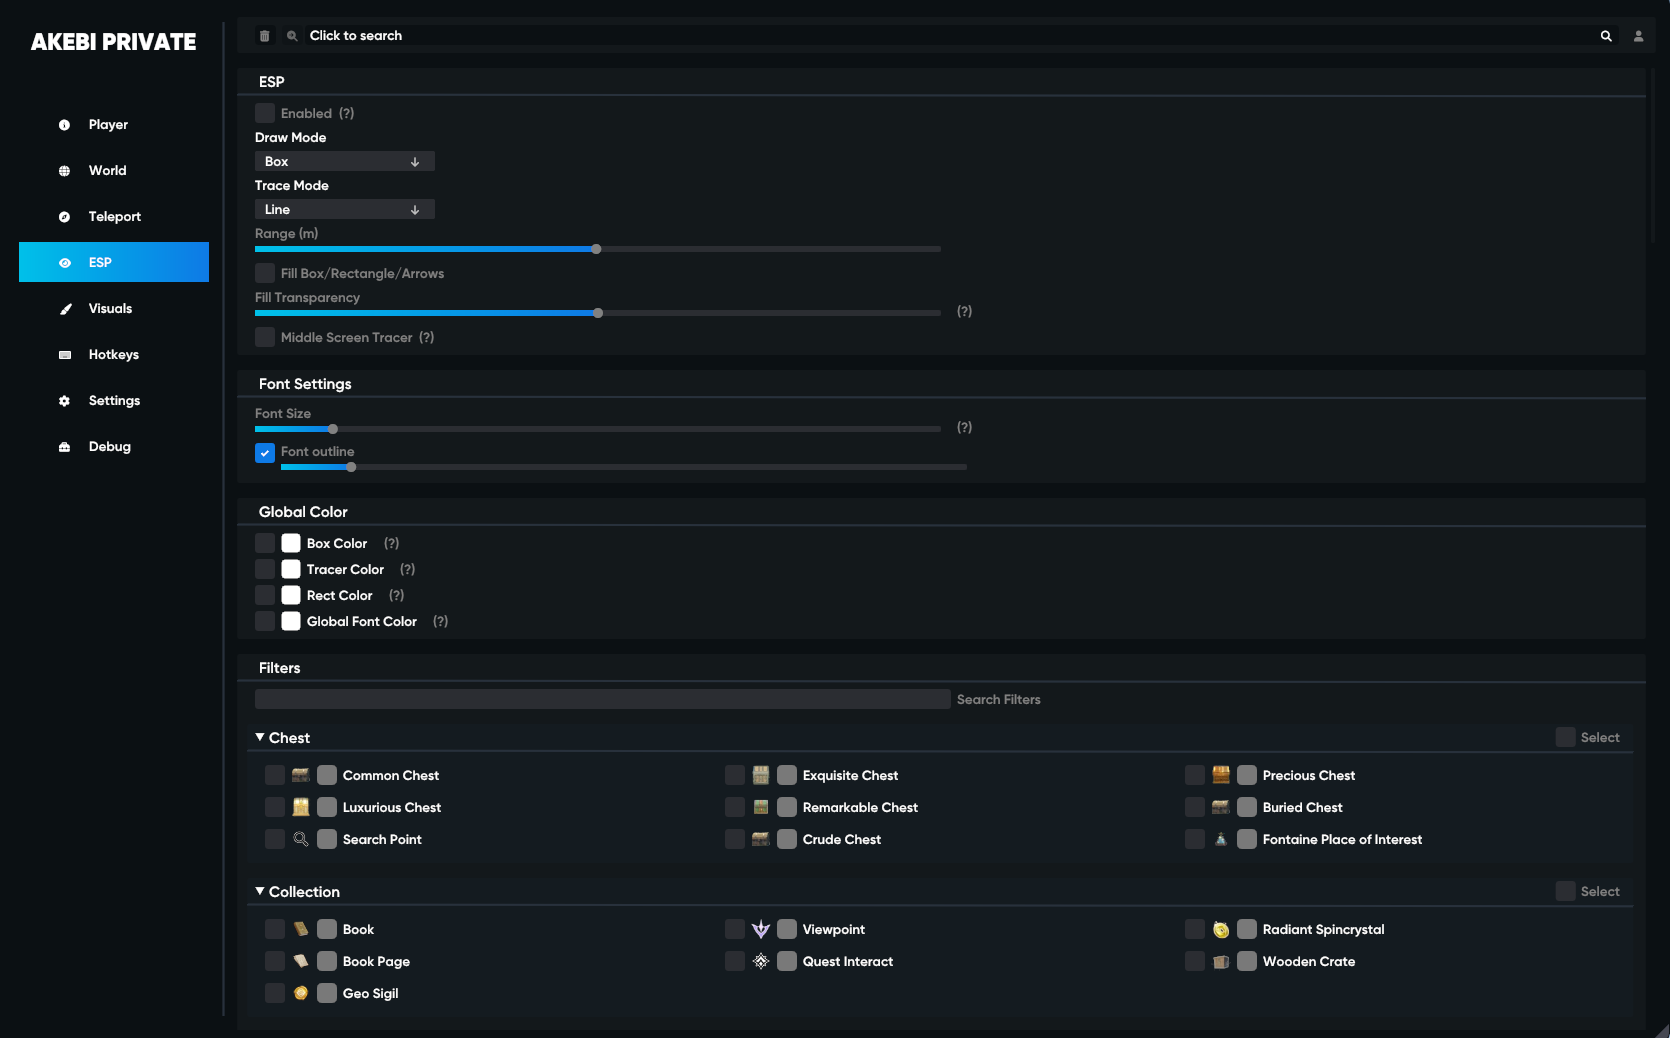 AKEBI PRIVATE
Click to search
Player
World
Teleport
ESP
Visuals
Hotkeys
Settings
Debug
ESP
Enabled (?)
Draw Mode
Box
Trace Mode
Line
Range (m)
Fill Box/Rectangle/Arrows
Fill Transparency
(?)
Middle Screen Tracer (?)
Font Settings
Font Size
(?)
Font outline
Global Color
Box Color (?)
Tracer Color (?)
Rect Color (?)
Global Font Color (?)
Filters
Search Filters
Chest Select
Common Chest Exquisite Chest Precious Chest
Luxurious Chest Remarkable Chest Buried Chest
Search Point Crude Chest Fontaine Place of Interest
Collection Select
Book Viewpoint Radiant Spincrystal
Book Page Quest Interact Wooden Crate
Geo Sigil